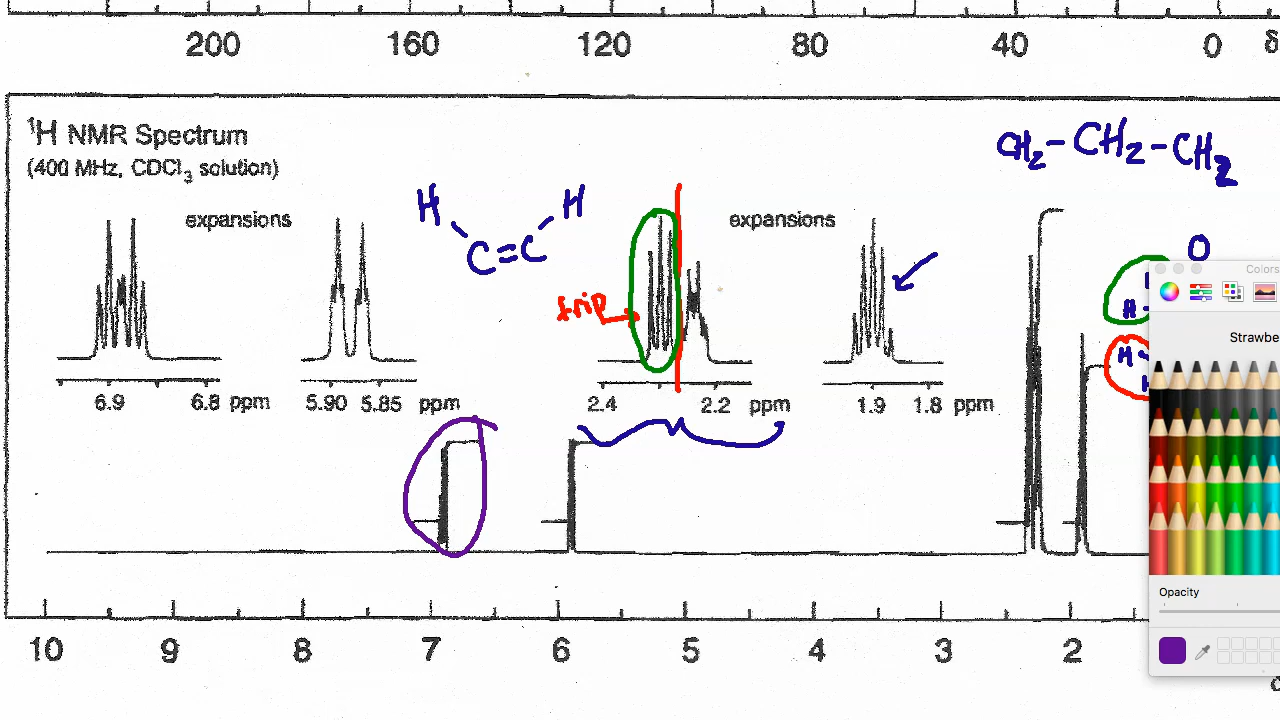 200 160 120 80 40 0 δ
¹H NMR Spectrum
(400 MHz, CDCl₃ solution)
CH₂-CH₂-CH₂
expansions
expansions
H H
C=C
O
trip
H
H
6.9 6.8 ppm
5.90 5.85 ppm
2.4 2.2 ppm
1.9 1.8 ppm
10 9 8 7 6 5 4 3 2
Colors
Strawbe
Opacity